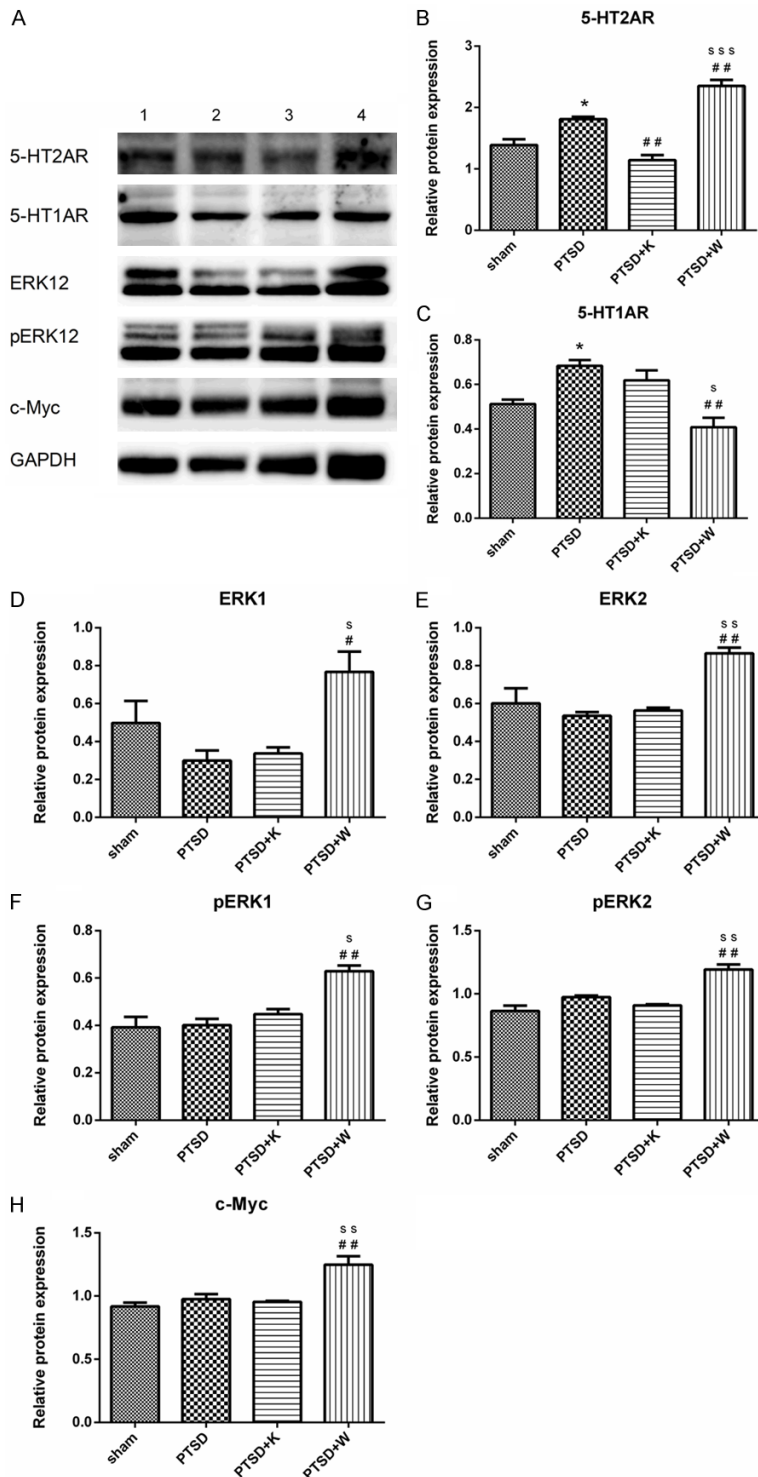 A
1 2 3 4
5-HT2AR
5-HT1AR
ERK12
pERK12
c-Myc
GAPDH
B
5-HT2AR
Relative protein expression
3
2
1
0
*
# #
s s s
# #
sham PTSD PTSD+K PTSD+W
C
5-HT1AR
Relative protein expression
0.8
0.6
0.4
0.2
0.0
*
s
# #
sham PTSD PTSD+K PTSD+W
D
ERK1
Relative protein expression
1.0
0.8
0.6
0.4
0.2
0.0
s
#
sham PTSD PTSD+K PTSD+W
E
ERK2
Relative protein expression
1.0
0.8
0.6
0.4
0.2
0.0
s s
# #
sham PTSD PTSD+K PTSD+W
F
pERK1
Relative protein expression
0.8
0.6
0.4
0.2
0.0
s
# #
sham PTSD PTSD+K PTSD+W
G
pERK2
Relative protein expression
1.5
1.0
0.5
0.0
s s
# #
sham PTSD PTSD+K PTSD+W
H
c-Myc
Relative protein expression
1.5
1.0
0.5
0.0
s s
# #
sham PTSD PTSD+K PTSD+W